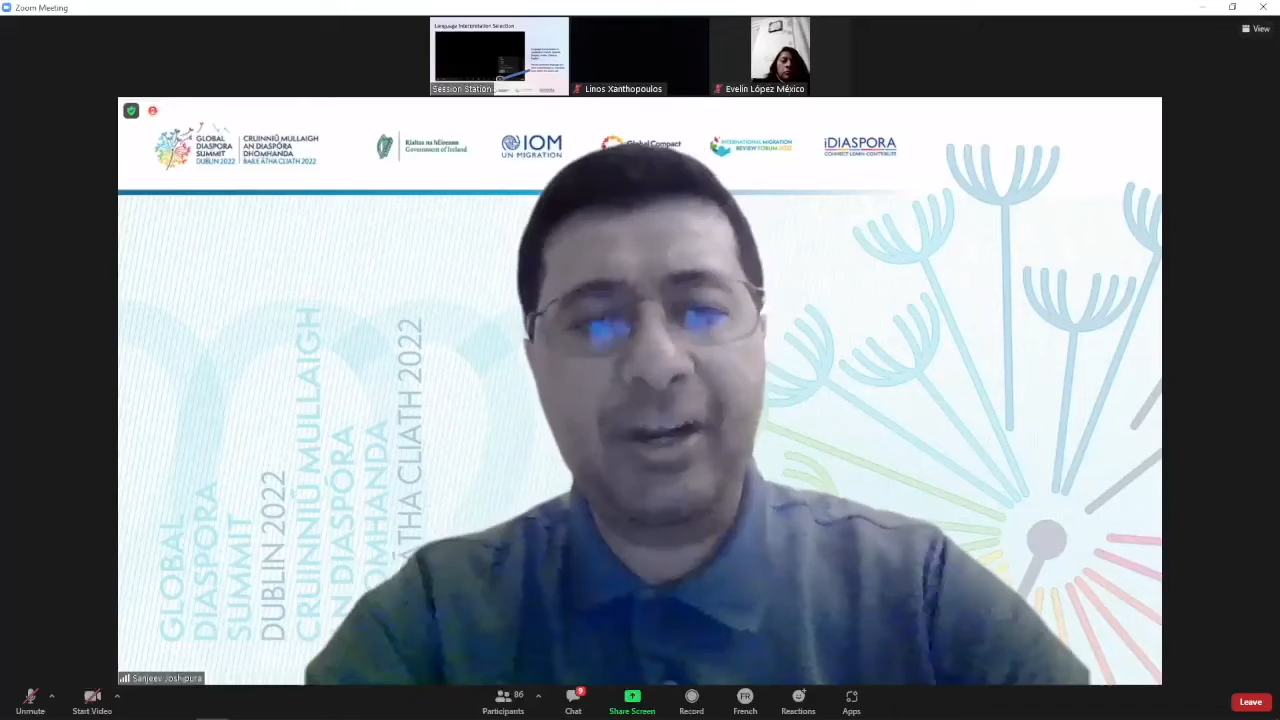 Zoom Meeting
View
Language Interpretation Selection
Session Station
Linos Xanthopoulos
Evelin López México
GLOBAL
DIASPORA
SUMMIT
DUBLIN 2022
CRUINNIÚ MULLAIGH
AN DIASPÓRA
DHOMHANDA
BAILE ÁTHA CLIATH 2022
Rialtas na hÉireann
Government of Ireland
IOM
UN MIGRATION
Global Compact
INTERNATIONAL MIGRATION
REVIEW FORUM 2022
iDIASPORA
CONNECT·LEARN·CONTRIBUTE
GLOBAL
DIASPORA
SUMMIT
DUBLIN 2022
CRUINNIÚ MULLAIGH
N DIASPÓRA
OMHANDA
ÁTHA CLIATH 2022
Sanjeev Joshipura
Unmute
Start Video
86
Participants
9
Chat
Share Screen
Record
FR
French
Reactions
Apps
Leave